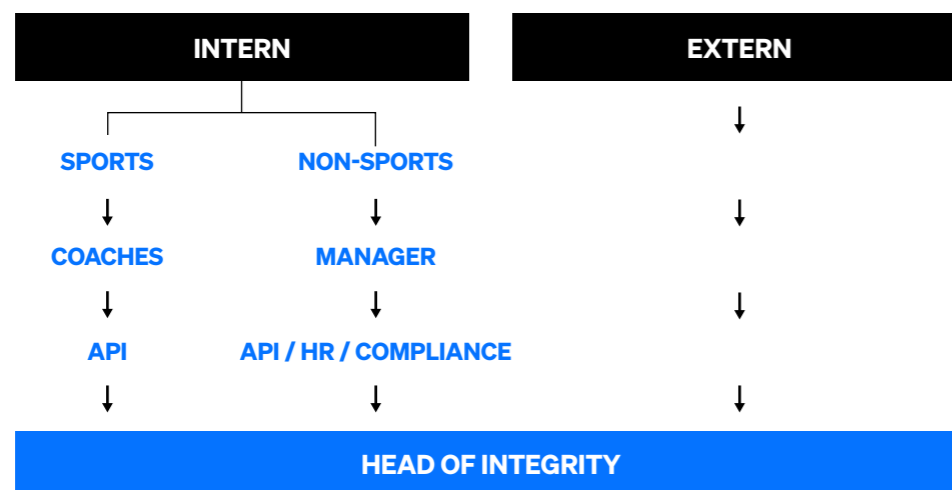 INTERN
EXTERN
SPORTS
NON-SPORTS
COACHES
MANAGER
API
API / HR / COMPLIANCE
HEAD OF INTEGRITY